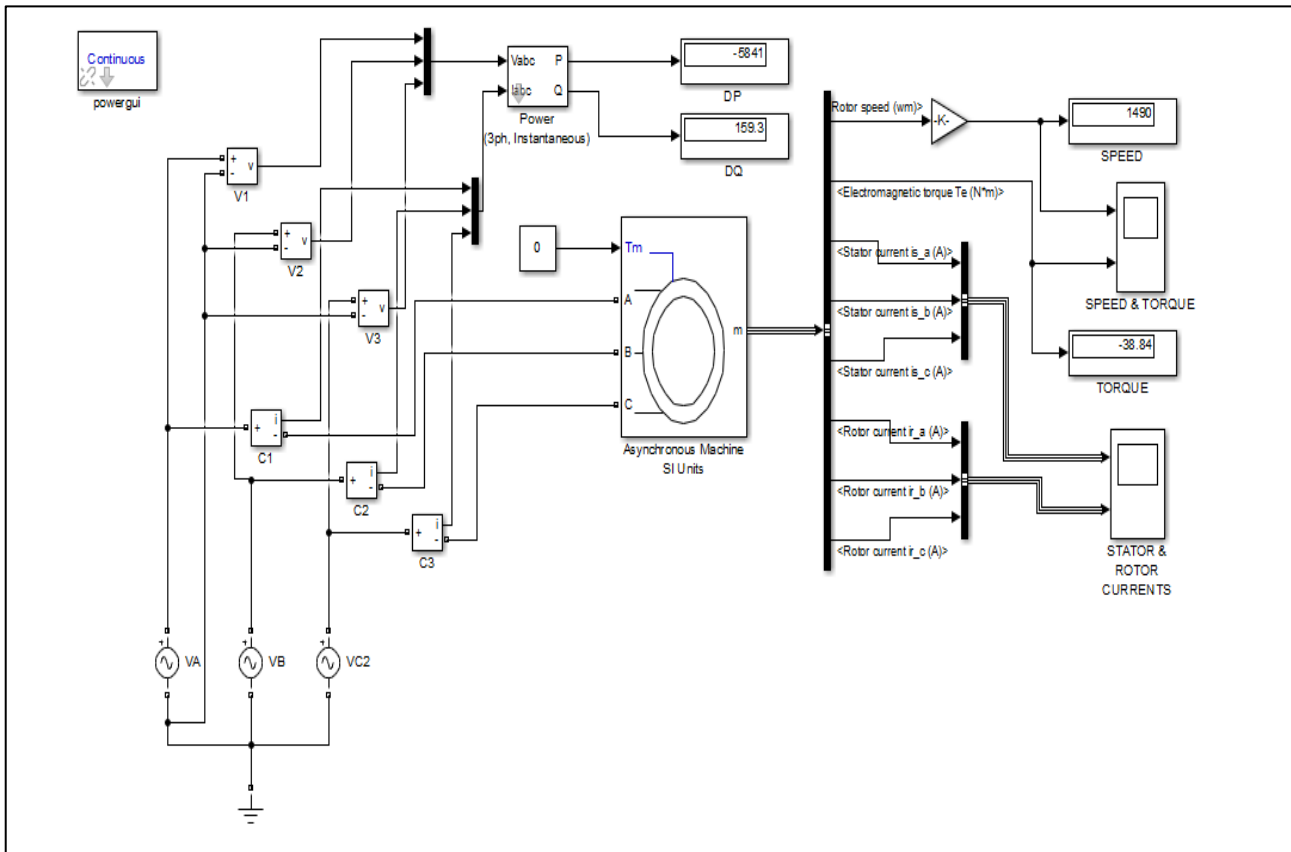 Continuous
powergui
Vabc
P
Iabc
Q
Power
(3ph, Instantaneous)
-5841
DP
159.3
DQ
+
-
v
V1
+
-
v
V2
+
-
v
V3
0
Tm
A
B
C
m
Asynchronous Machine
SI Units
+
i
-
C1
+
i
-
C2
+
i
-
C3
+
VA
+
VB
+
VC2
Rotor speed (wm)>
-K-
1490
SPEED
<Electromagnetic torque Te (N*m)>
SPEED & TORQUE
<Stator current is_a (A)>
<Stator current is_b (A)>
<Stator current is_c (A)>
-38.84
TORQUE
<Rotor current ir_a (A)>
<Rotor current ir_b (A)>
<Rotor current ir_c (A)>
STATOR &
ROTOR
CURRENTS